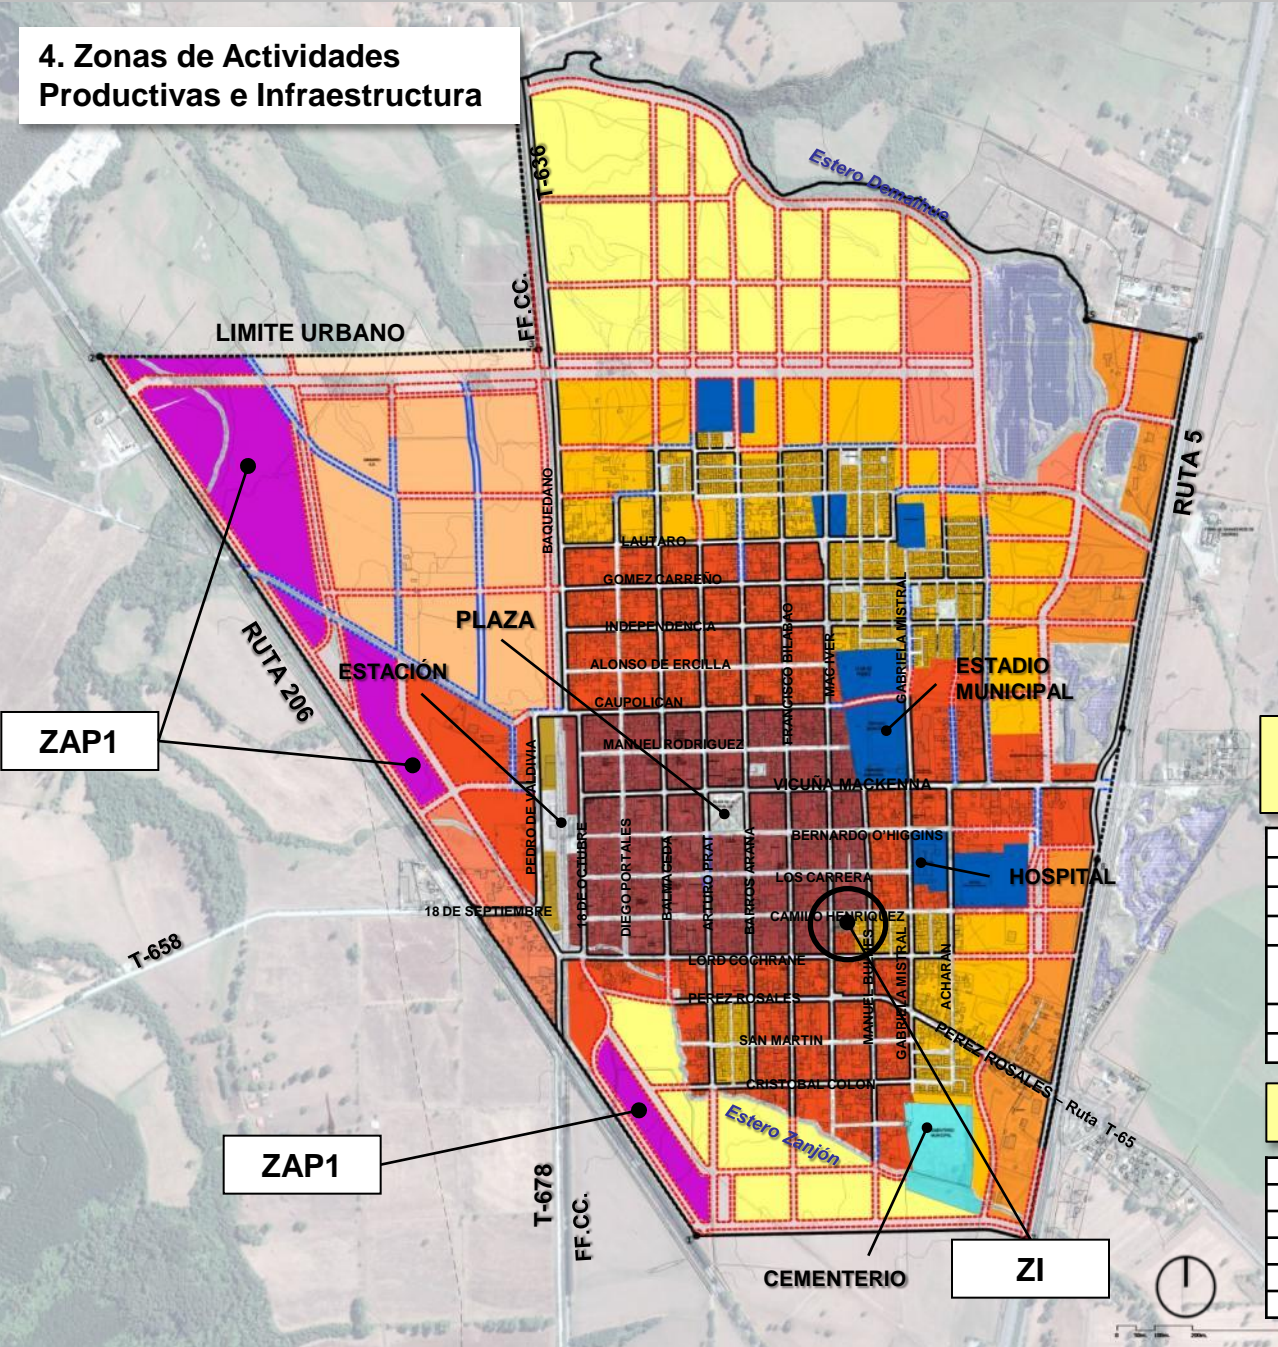 4. Zonas de Actividades
Productivas e Infraestructura
T-636
Estero Demaihue
FF.CC.
LIMITE URBANO
RUTA 5
BAQUEDANO
LAUTARO
GOMEZ CARREÑO
INDEPENDENCIA
PLAZA
ALONSO DE ERCILLA
FRANCISCO BILABAO
MAC IVER
GABRIELA MISTRAL
ESTADIO
MUNICIPAL
RUTA 206
ESTACIÓN
CAUPOLICAN
ZAP1
MANUEL RODRIGUEZ
VICUÑA MACKENNA
PEDRO DE VALDIVIA
18 DE OCTUBRE
DIEGO PORTALES
BALMACEDA
ARTURO PRAT
BARROS ARANA
BERNARDO O'HIGGINS
LOS CARRERA
HOSPITAL
18 DE SEPTIEMBRE
CAMILO HENRIQUEZ
T-658
LORD COCHRANE
MANUEL BULNES
GABRIELA MISTRAL
ACHARAN
PEREZ ROSALES
SAN MARTIN
PEREZ ROSALES – Ruta T-65
CRISTOBAL COLON
Estero Zanjón
ZAP1
T-678
FF.CC.
CEMENTERIO
ZI